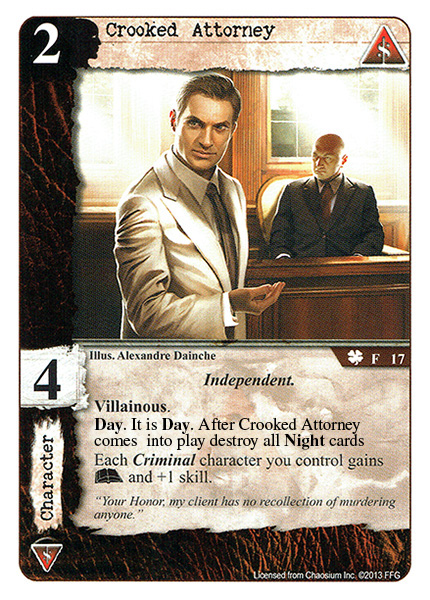 2
Crooked Attorney
Illus. Alexandre Dainche
F 17
4
Character
Independent.
Villainous.
Day. It is Day. After Crooked Attorney
comes into play destroy all Night cards
Each Criminal character you control gains
and +1 skill.
"Your Honor, my client has no recollection of murdering
anyone."
Licensed from Chaosium Inc. ©2013 FFG